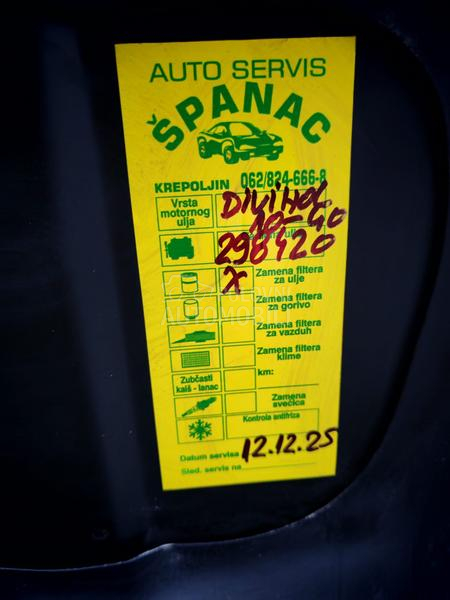 AUTO SERVIS
ŠPANAC
KREPOLJIN 062/824-666-8
Vrsta motornog ulja
DIVINOL
10-40
298420
X
Zamena filtera za ulje
Zamena filtera za gorivo
Zamena filtera za vazduh
Zamena filtera klime
Zubčasti kaiš - lanac
km:
Zamena svećica
Kontrola antifriza
Datum servisa 12.12.25
Sled. servis na